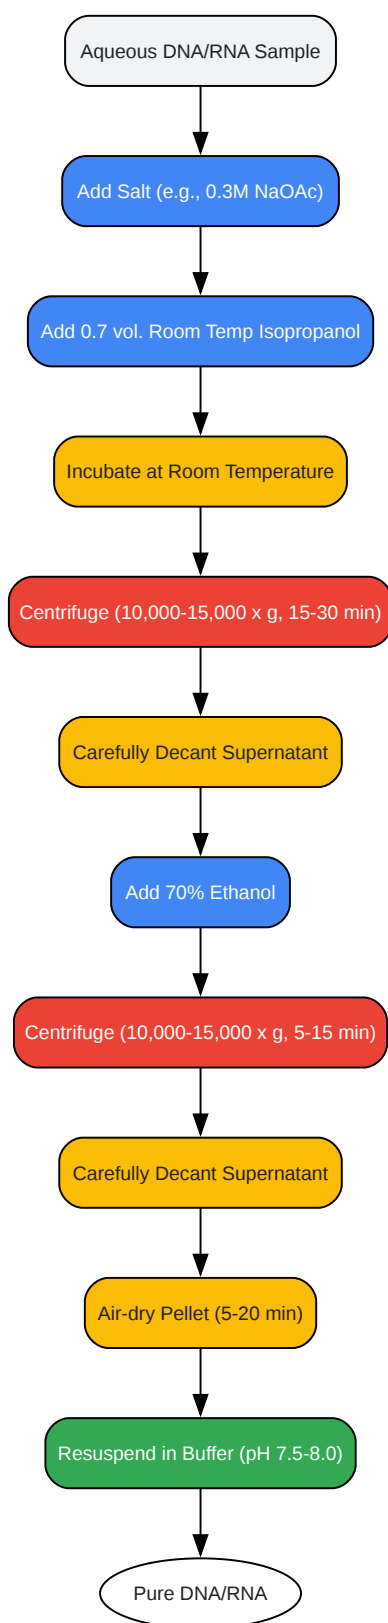 Aqueous DNA/RNA Sample
Add Salt (e.g., 0.3M NaOAc)
Add 0.7 vol. Room Temp Isopropanol
Incubate at Room Temperature
Centrifuge (10,000-15,000 x g, 15-30 min)
Carefully Decant Supernatant
Add 70% Ethanol
Centrifuge (10,000-15,000 x g, 5-15 min)
Carefully Decant Supernatant
Air-dry Pellet (5-20 min)
Resuspend in Buffer (pH 7.5-8.0)
Pure DNA/RNA